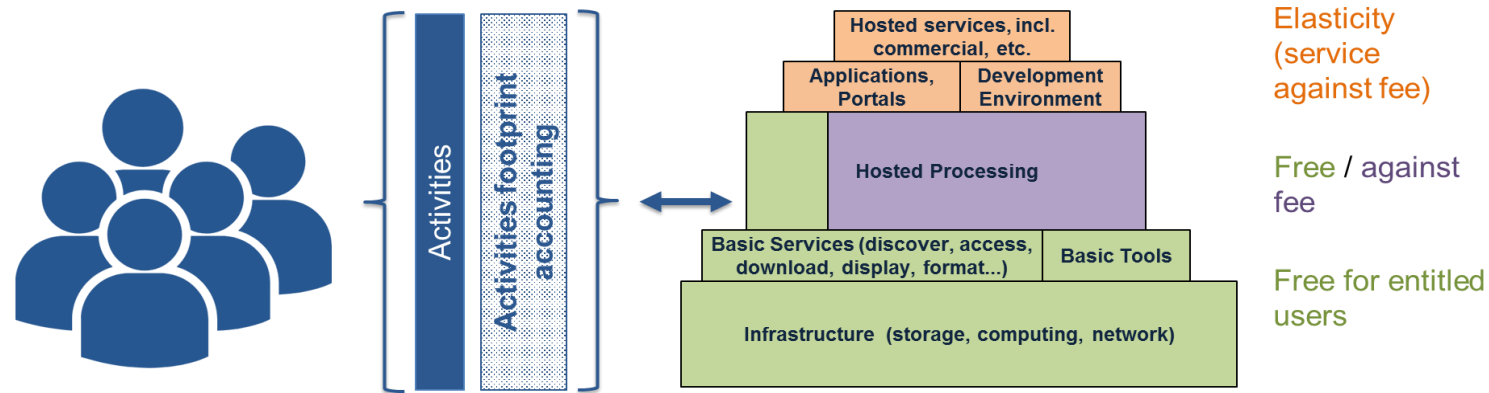 Activities
Activities footprint
accounting
Hosted services, incl.
commercial, etc.
Applications,
Portals
Development
Environment
Hosted Processing
Basic Services (discover, access,
download, display, format...)
Basic Tools
Infrastructure (storage, computing, network)
Elasticity
(service
against fee)
Free / against
fee
Free for entitled
users